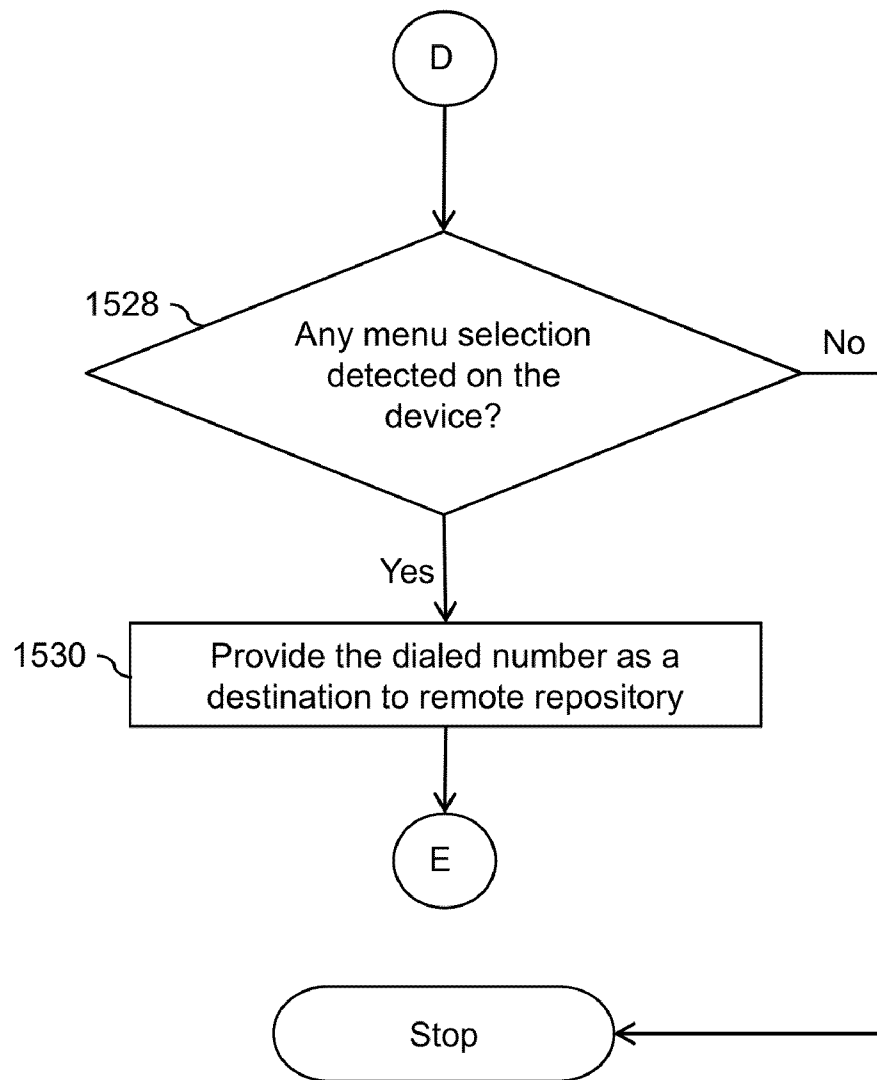 D
1528
Any menu selection
detected on the
device?
No
Yes
1530
Provide the dialed number as a
destination to remote repository
E
Stop